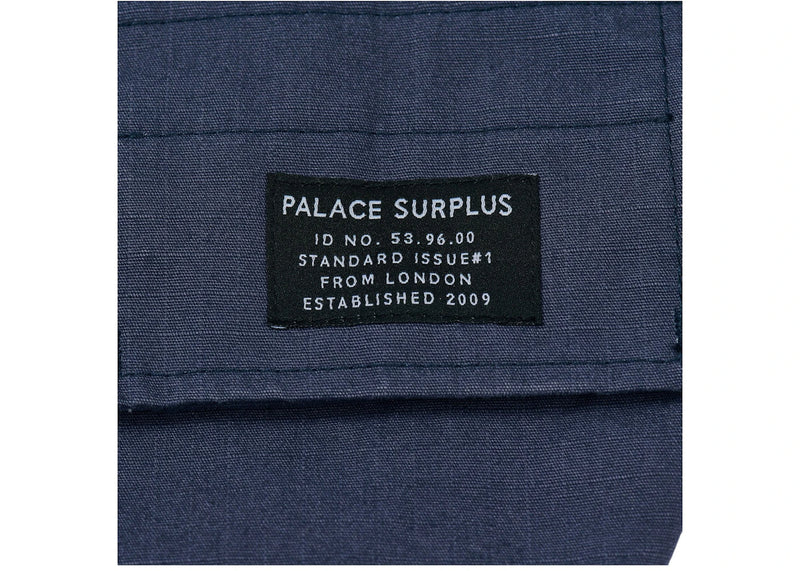 PALACE SURPLUS
ID NO. 53.96.00
STANDARD ISSUE#1
FROM LONDON
ESTABLISHED 2009